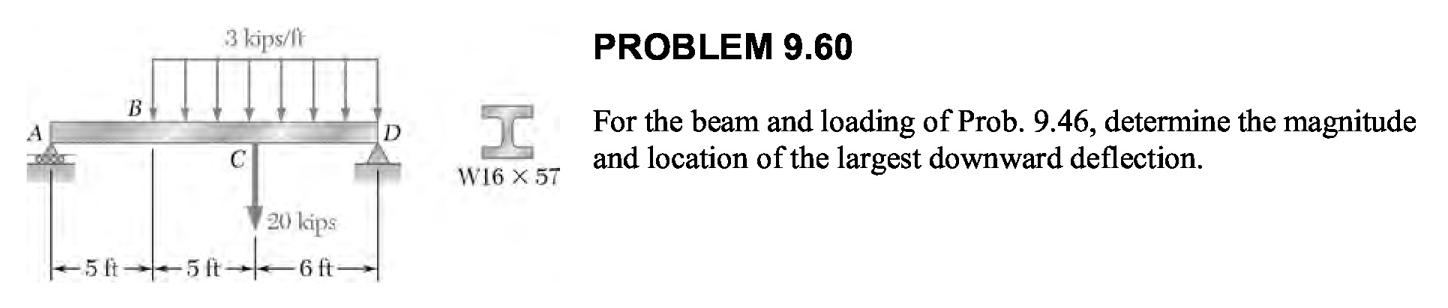 3 kips/ft
PROBLEM 9.60
B
A
D
C
W16 × 57
For the beam and loading of Prob. 9.46, determine the magnitude
and location of the largest downward deflection.
20 kips
5 ft
5 ft
6 ft